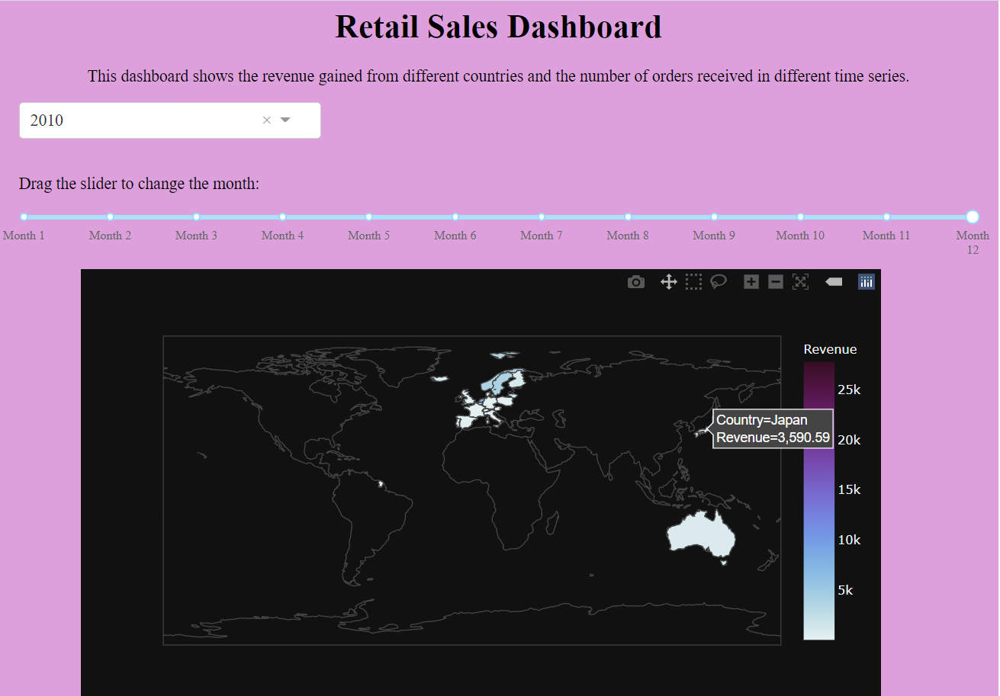 Retail Sales Dashboard
This dashboard shows the revenue gained from different countries and the number of orders received in different time series.
2010
Drag the slider to change the month:
Month 1 Month 2 Month 3 Month 4 Month 5 Month 6 Month 7 Month 8 Month 9 Month 10 Month 11 Month 12
Revenue
25k
Country=Japan
Revenue=3,590.59
20k
15k
10k
5k